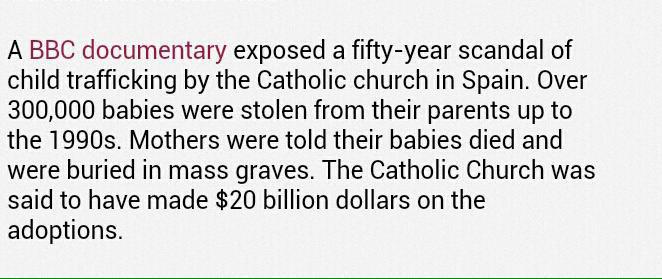 A BBC documentary exposed a fifty-year scandal of
child trafficking by the Catholic church in Spain. Over
300,000 babies were stolen from their parents up to
the 1990s. Mothers were told their babies died and
were buried in mass graves. The Catholic Church was
said to have made $20 billion dollars on the
adoptions.